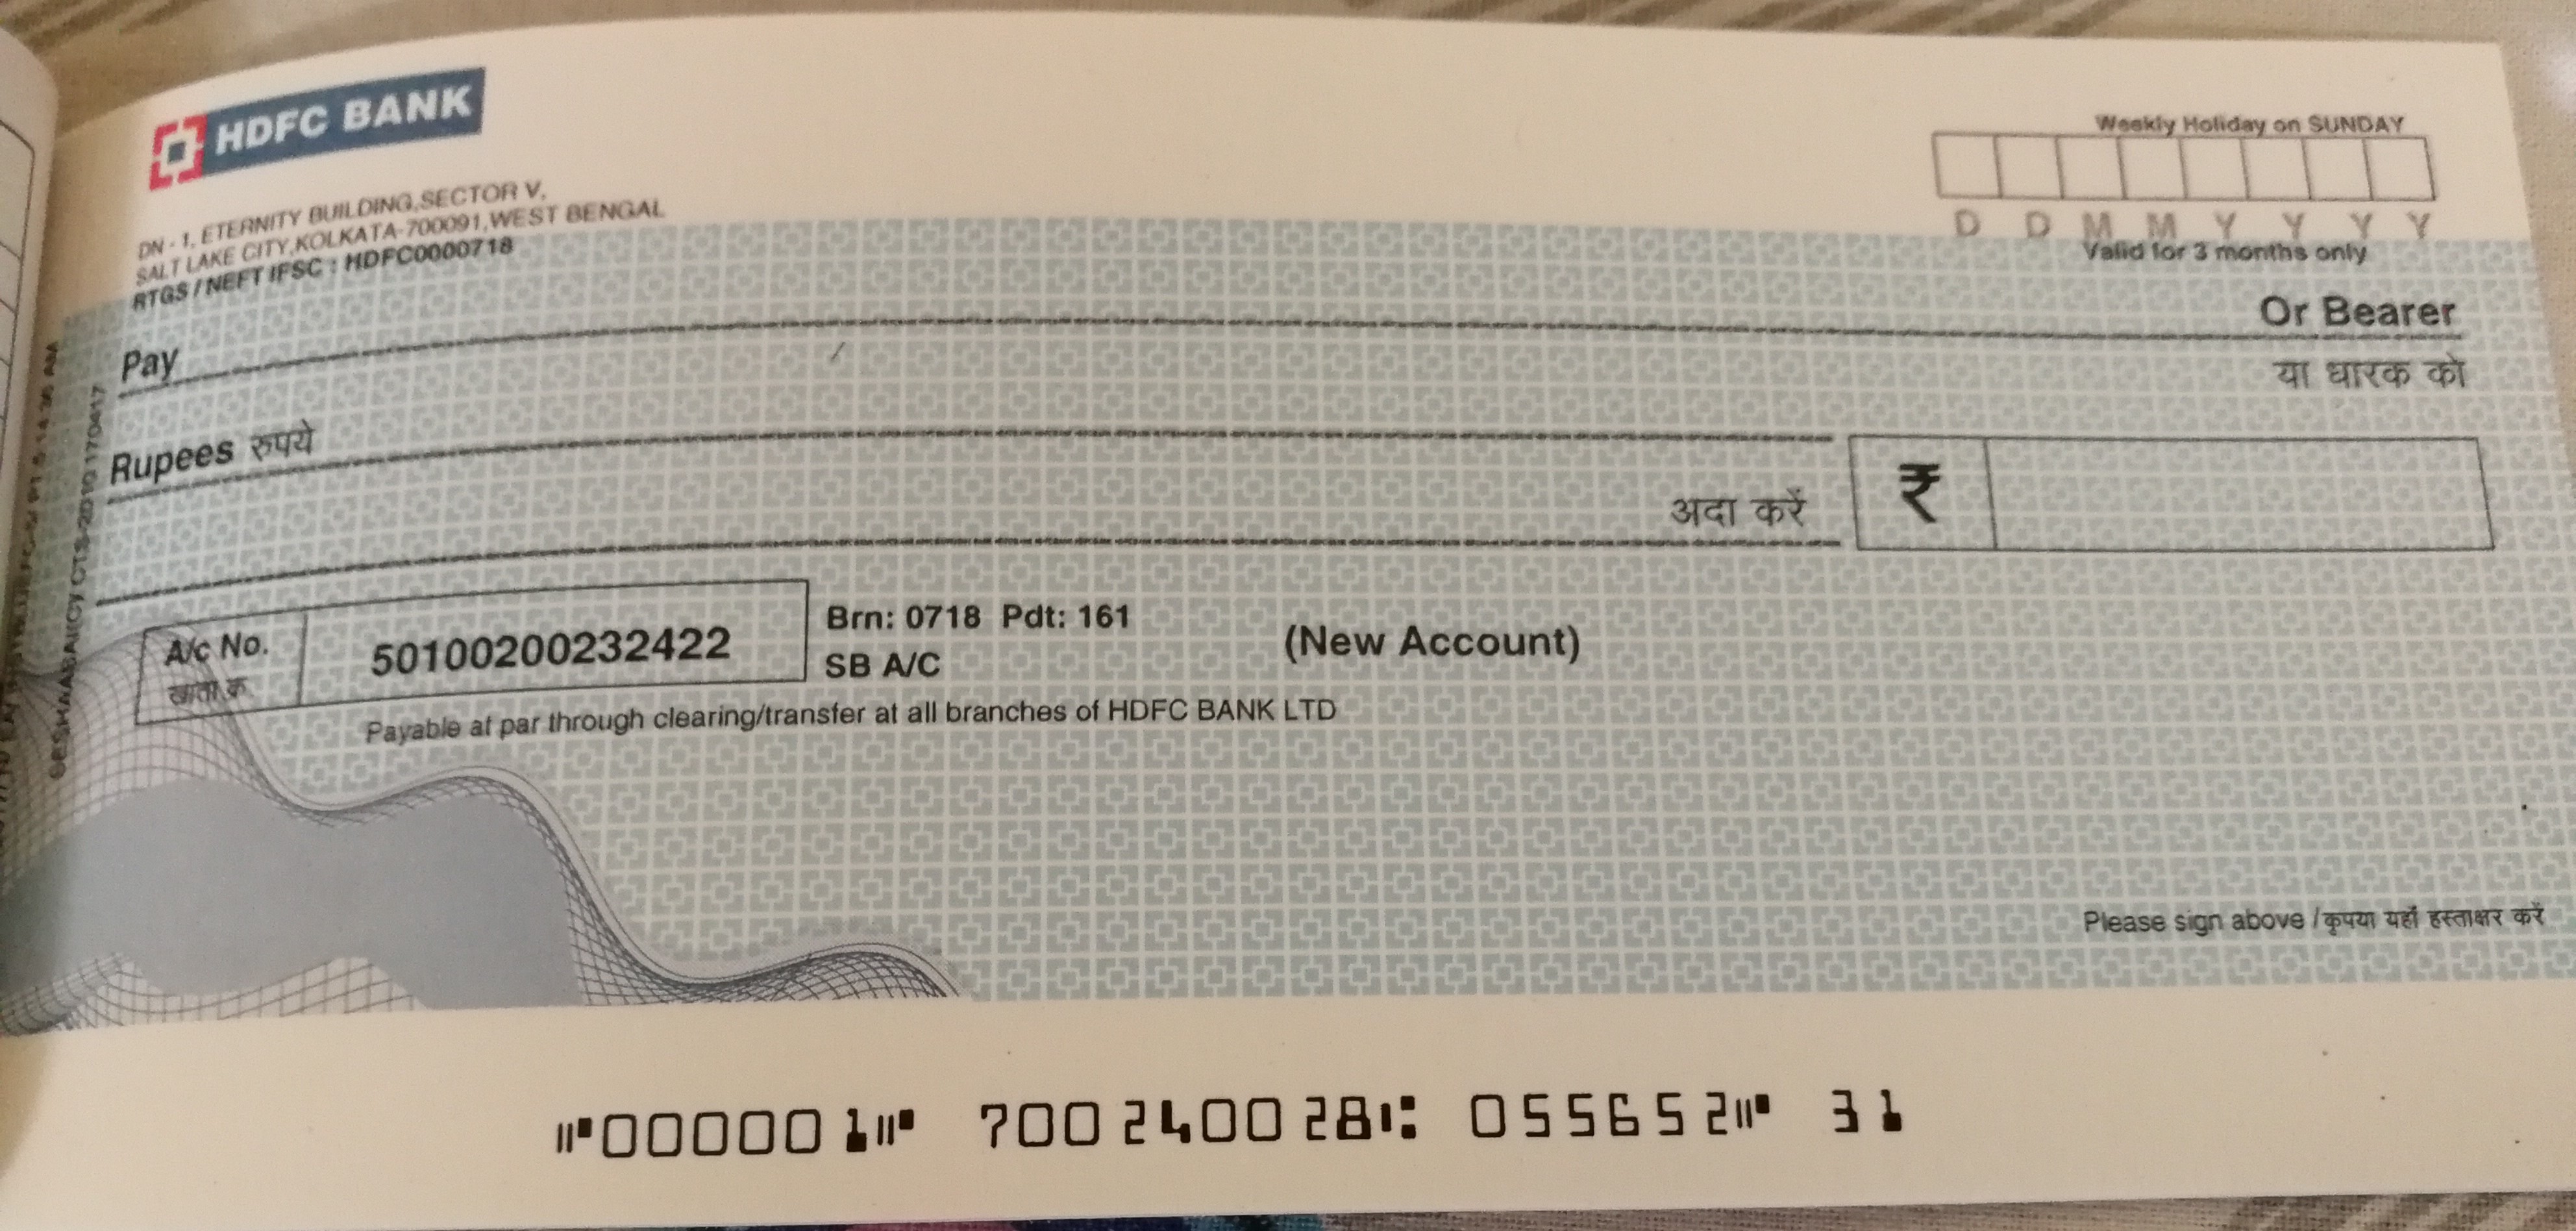 HDFC BANK
DN - 1, ETERNITY BUILDING,SECTOR V,
SALT LAKE CITY,KOLKATA-700091,WEST BENGAL
RTGS / NEFT IFSC : HDFC0000718
Weekly Holiday on SUNDAY
D D M M Y Y Y Y
Valid for 3 months only
Pay
Or Bearer
या धारक को
Rupees रुपये
अदा करें
₹
A/c No.
खाता क्र.
50100200232422
Brn: 0718 Pdt: 161
SB A/C
(New Account)
Payable at par through clearing/transfer at all branches of HDFC BANK LTD
Please sign above / कृपया यहाँ हस्ताक्षर करें
⑈000001⑈ 700240028⑆ 055652⑈ 31
CTS-2010 170417